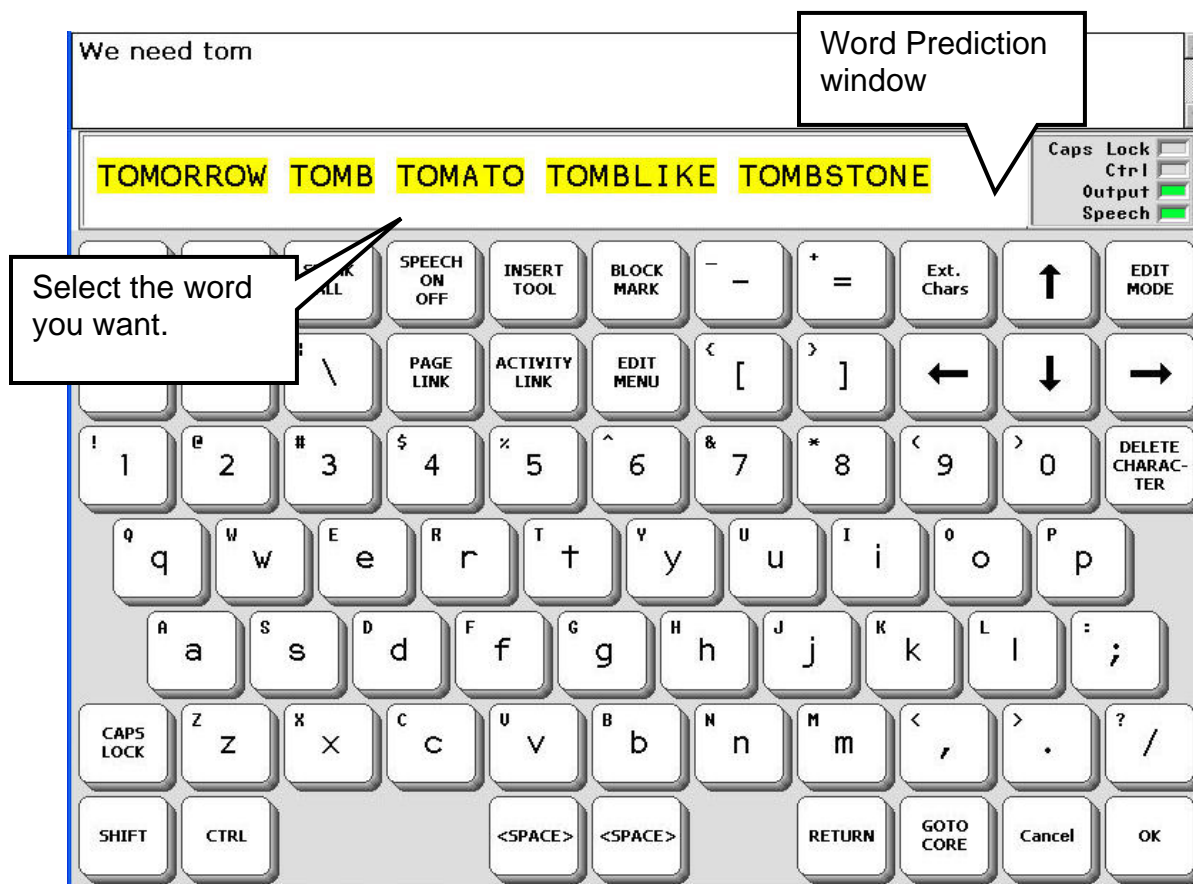 We need tom
Word Prediction
window
TOMORROW TOMB TOMATO TOMBLIKE TOMBSTONE
Caps Lock
Ctrl
Output
Speech
Select the word
you want.
SPEECH
ON
OFF
INSERT
TOOL
BLOCK
MARK
_ –
+ =
Ext.
Chars
↑
EDIT
MODE
\
PAGE
LINK
ACTIVITY
LINK
EDIT
MENU
< [
> ]
←
↓
→
! 1
@ 2
# 3
$ 4
% 5
^ 6
& 7
* 8
( 9
) 0
DELETE
CHARAC-
TER
Q q
W w
E e
R r
T t
Y y
U u
I i
O o
P p
A a
S s
D d
F f
G g
H h
J j
K k
L l
: ;
CAPS
LOCK
Z z
X x
C c
V v
B b
N n
M m
< ,
> .
? /
SHIFT
CTRL
<SPACE>
<SPACE>
RETURN
GOTO
CORE
Cancel
OK